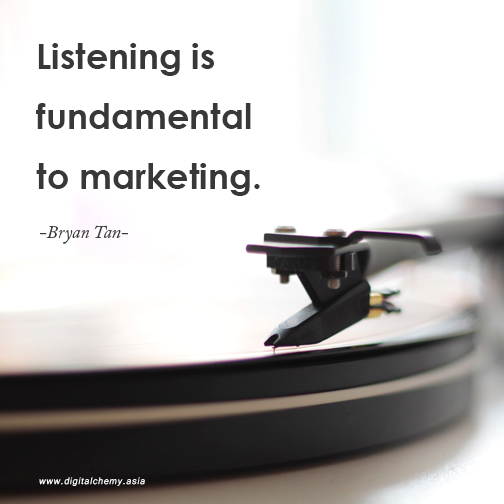 Listening is
fundamental
to marketing.
-Bryan Tan-
www.digitalchemy.asia